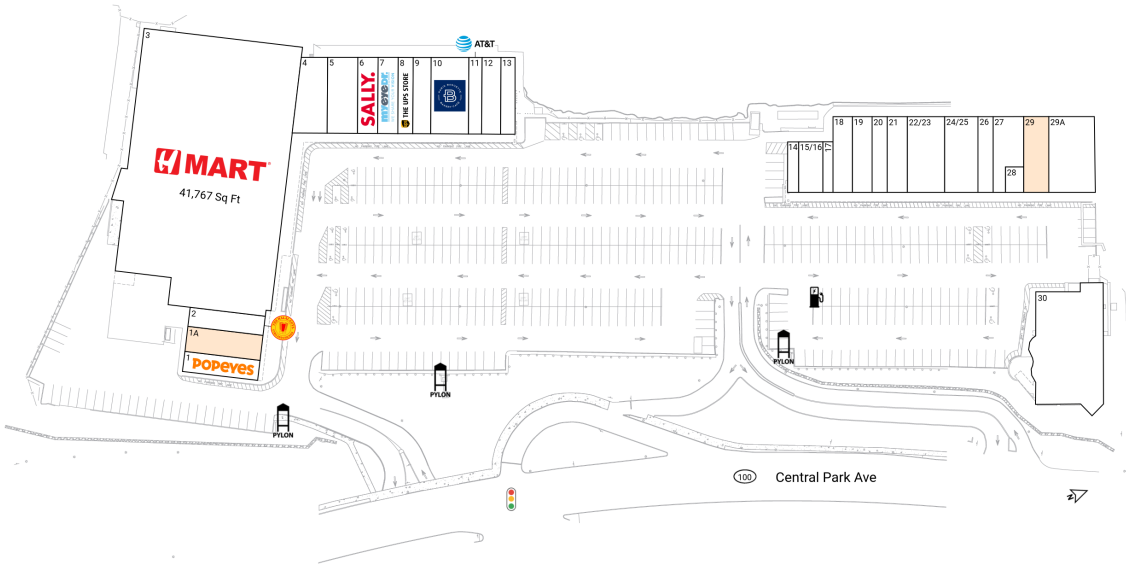 3
H MART
41,767 Sq Ft
AT&T
4
5
6
7
8
9
10
11
12
13
SALLY.
myeyedr.
THE UPS STORE
B
14
15/16
17
18
19
20
21
22/23
24/25
26
27
28
29
29A
2
1A
1
POPEYES
30
PYLON
PYLON
PYLON
100
Central Park Ave
N